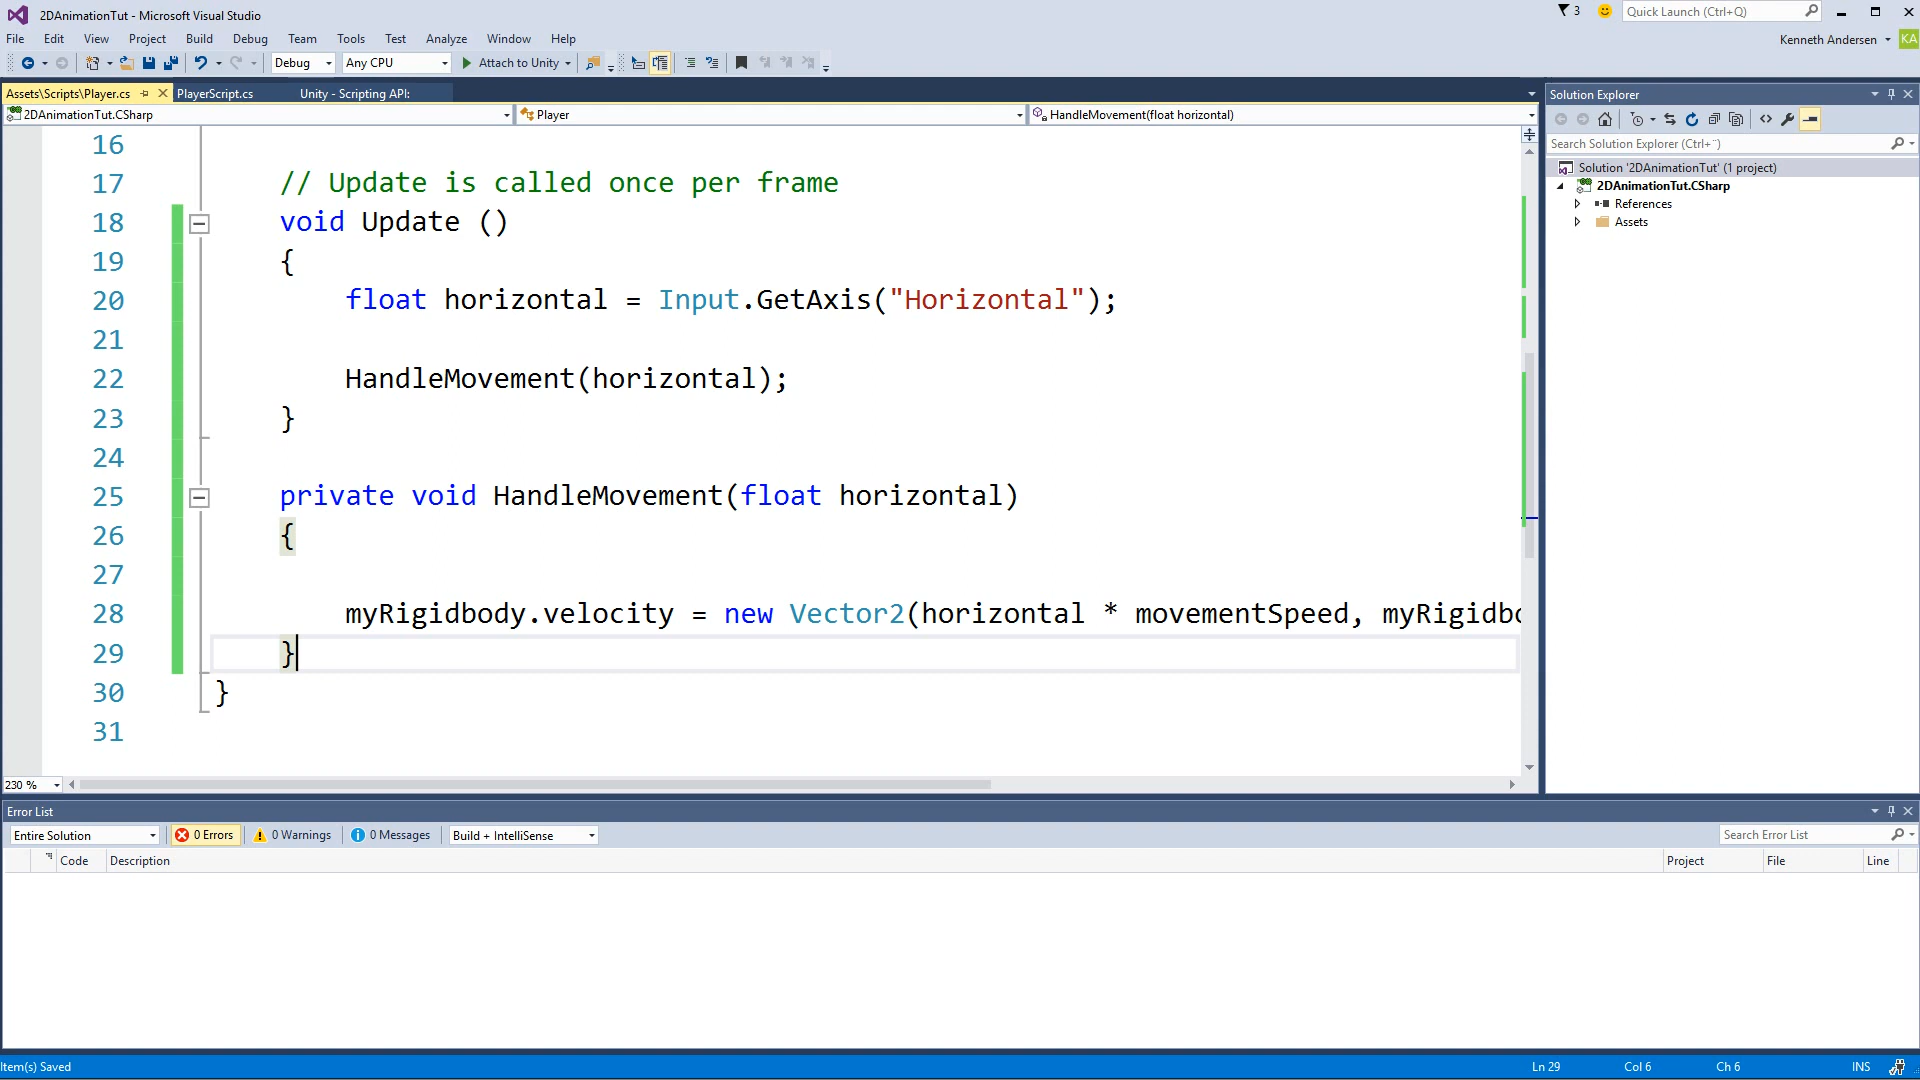 2DAnimationTut - Microsoft Visual Studio
3
Quick Launch (Ctrl+Q)
File Edit View Project Build Debug Team Tools Test Analyze Window Help
Kenneth Andersen KA
Debug Any CPU Attach to Unity
Assets\Scripts\Player.cs PlayerScript.cs Unity - Scripting API:
2DAnimationTut.CSharp Player HandleMovement(float horizontal)
16
17 // Update is called once per frame
18 void Update ()
19 {
20 float horizontal = Input.GetAxis("Horizontal");
21
22 HandleMovement(horizontal);
23 }
24
25 private void HandleMovement(float horizontal)
26 {
27
28 myRigidbody.velocity = new Vector2(horizontal * movementSpeed,
29 }
30 }
31
230 %
Solution Explorer
Search Solution Explorer (Ctrl+¨)
Solution '2DAnimationTut' (1 project)
2DAnimationTut.CSharp
References
Assets
Error List
Entire Solution 0 Errors 0 Warnings 0 Messages Build + IntelliSense
Search Error List
Code Description Project File Line
Item(s) Saved
Ln 29 Col 6 Ch 6 INS